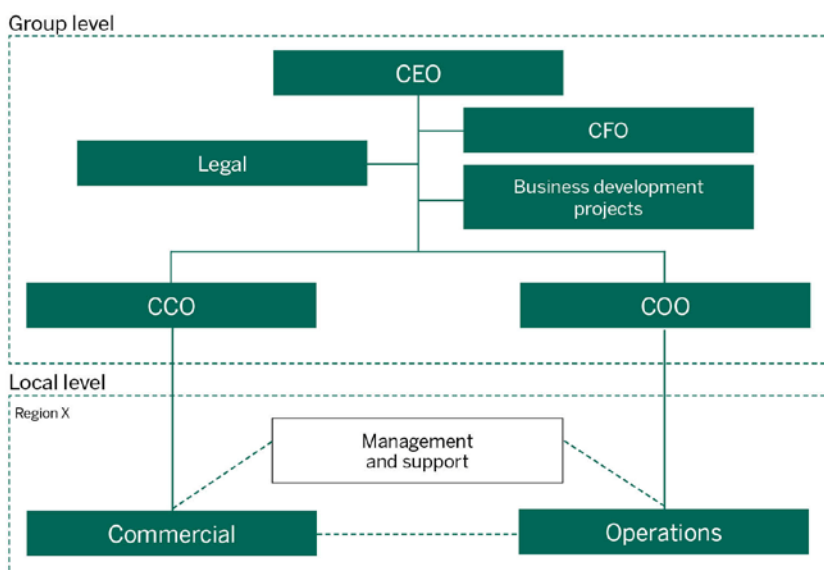 Group level
CEO
CFO
Legal
Business development
projects
CCO
COO
Local level
Region X
Management
and support
Commercial
Operations